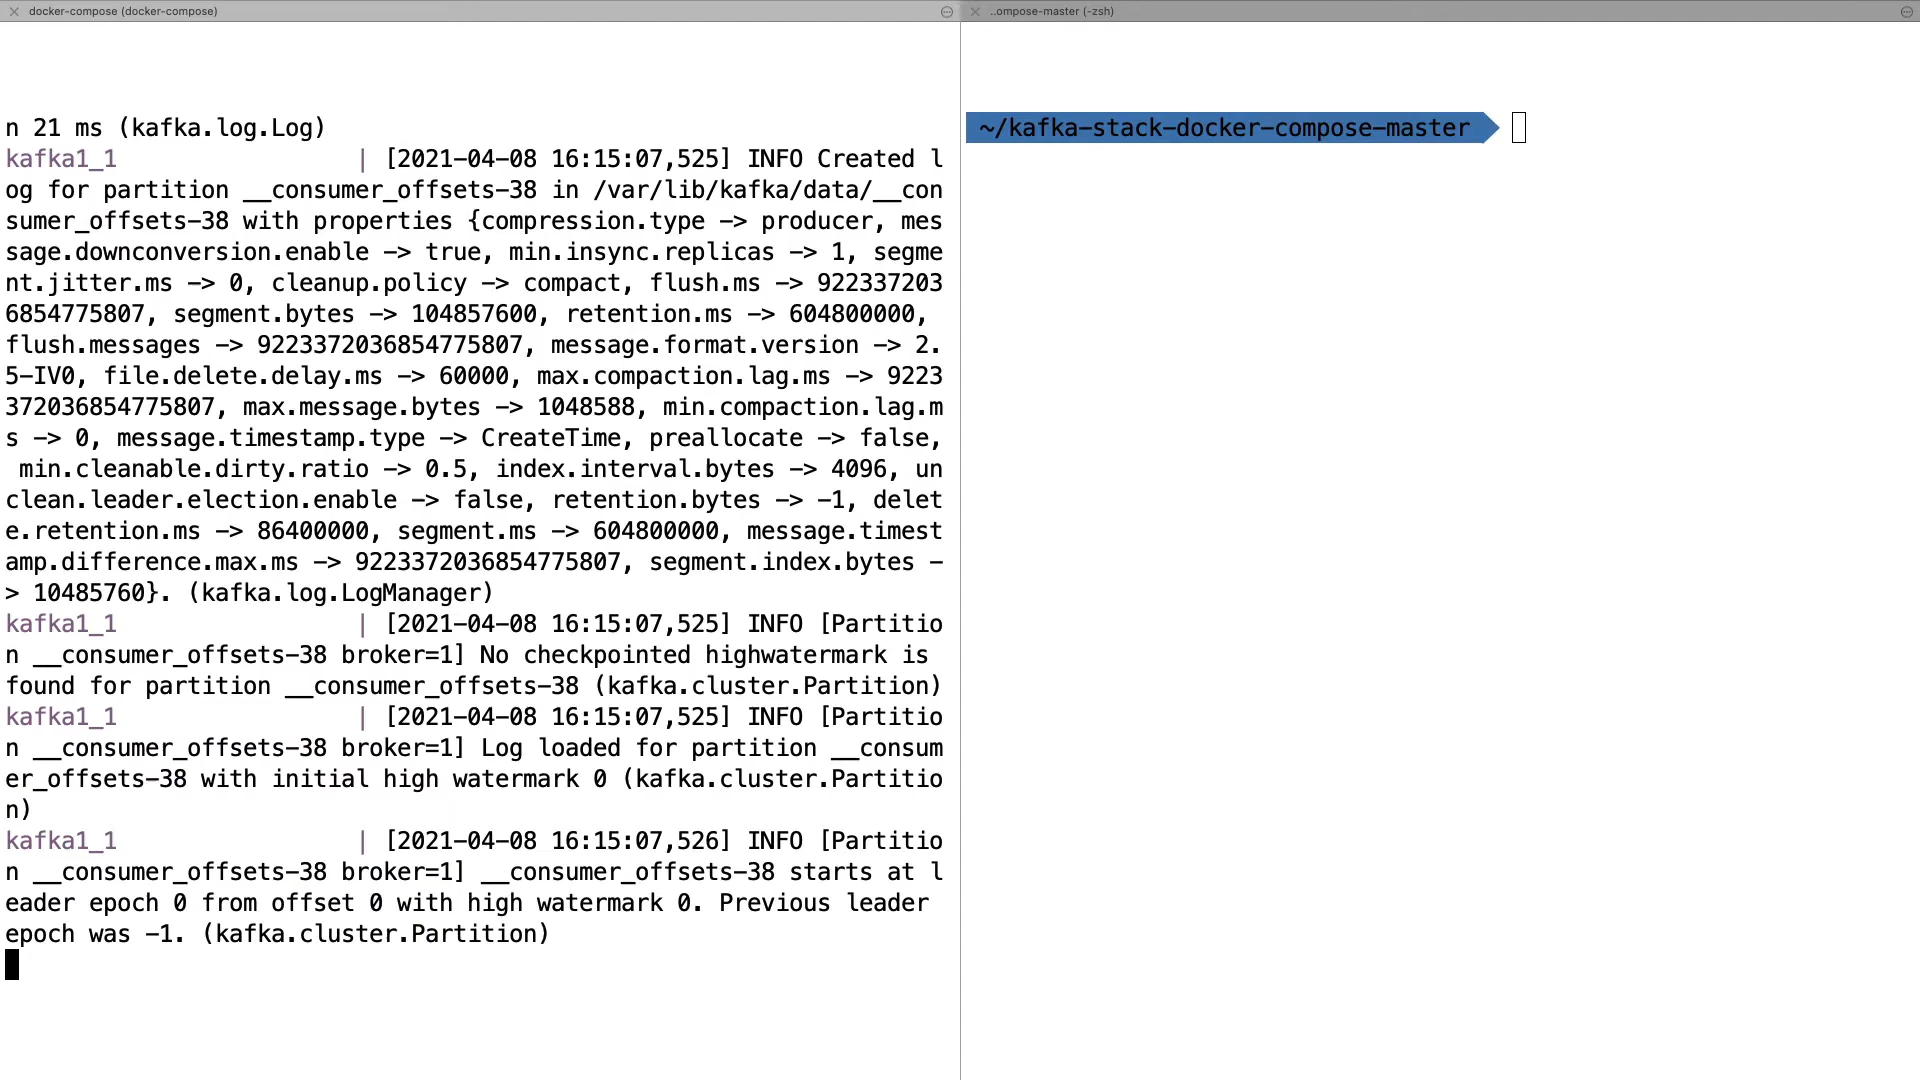 docker-compose (docker-compose)
..ompose-master (-zsh)
n 21 ms (kafka.log.Log)
kafka1_1 | [2021-04-08 16:15:07,525] INFO Created l
og for partition __consumer_offsets-38 in /var/lib/kafka/data/__con
sumer_offsets-38 with properties {compression.type -> producer, mes
sage.downconversion.enable -> true, min.insync.replicas -> 1, segme
nt.jitter.ms -> 0, cleanup.policy -> compact, flush.ms -> 922337203
6854775807, segment.bytes -> 104857600, retention.ms -> 604800000,
flush.messages -> 9223372036854775807, message.format.version -> 2.
5-IV0, file.delete.delay.ms -> 60000, max.compaction.lag.ms -> 9223
372036854775807, max.message.bytes -> 1048588, min.compaction.lag.m
s -> 0, message.timestamp.type -> CreateTime, preallocate -> false,
min.cleanable.dirty.ratio -> 0.5, index.interval.bytes -> 4096, un
clean.leader.election.enable -> false, retention.bytes -> -1, delet
e.retention.ms -> 86400000, segment.ms -> 604800000, message.timest
amp.difference.max.ms -> 9223372036854775807, segment.index.bytes -
> 10485760}. (kafka.log.LogManager)
kafka1_1 | [2021-04-08 16:15:07,525] INFO [Partitio
n __consumer_offsets-38 broker=1] No checkpointed highwatermark is
found for partition __consumer_offsets-38 (kafka.cluster.Partition)
kafka1_1 | [2021-04-08 16:15:07,525] INFO [Partitio
n __consumer_offsets-38 broker=1] Log loaded for partition __consum
er_offsets-38 with initial high watermark 0 (kafka.cluster.Partitio
n)
kafka1_1 | [2021-04-08 16:15:07,526] INFO [Partitio
n __consumer_offsets-38 broker=1] __consumer_offsets-38 starts at l
eader epoch 0 from offset 0 with high watermark 0. Previous leader
epoch was -1. (kafka.cluster.Partition)
~/kafka-stack-docker-compose-master